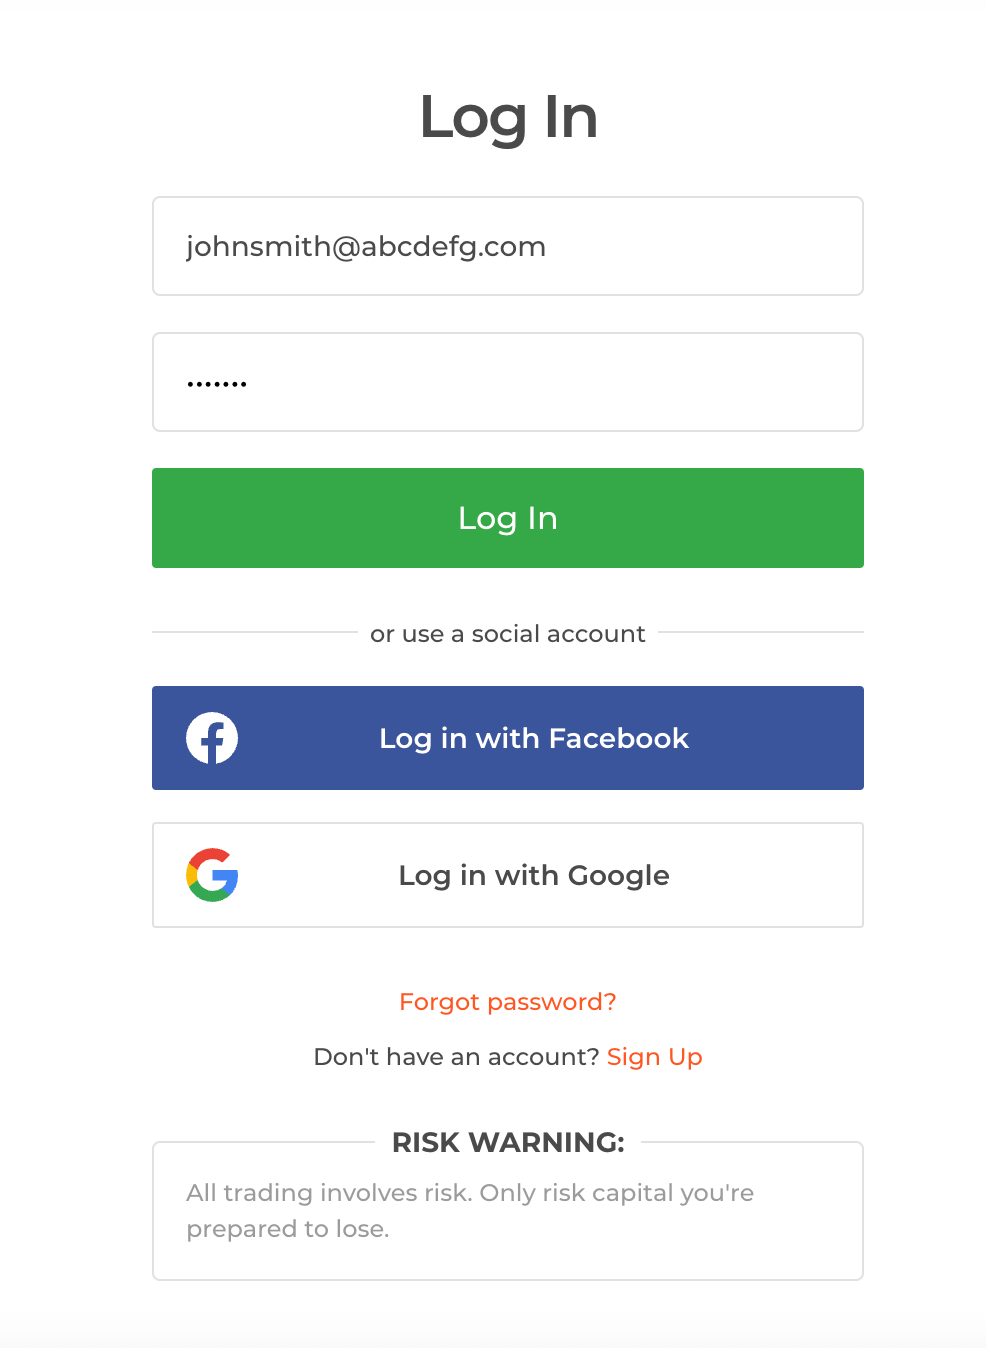 Log In
johnsmith@abcdefg.com
•••••••
Log In
or use a social account
Log in with Facebook
Log in with Google
Forgot password?
Don't have an account? Sign Up
RISK WARNING:
All trading involves risk. Only risk capital you're
prepared to lose.